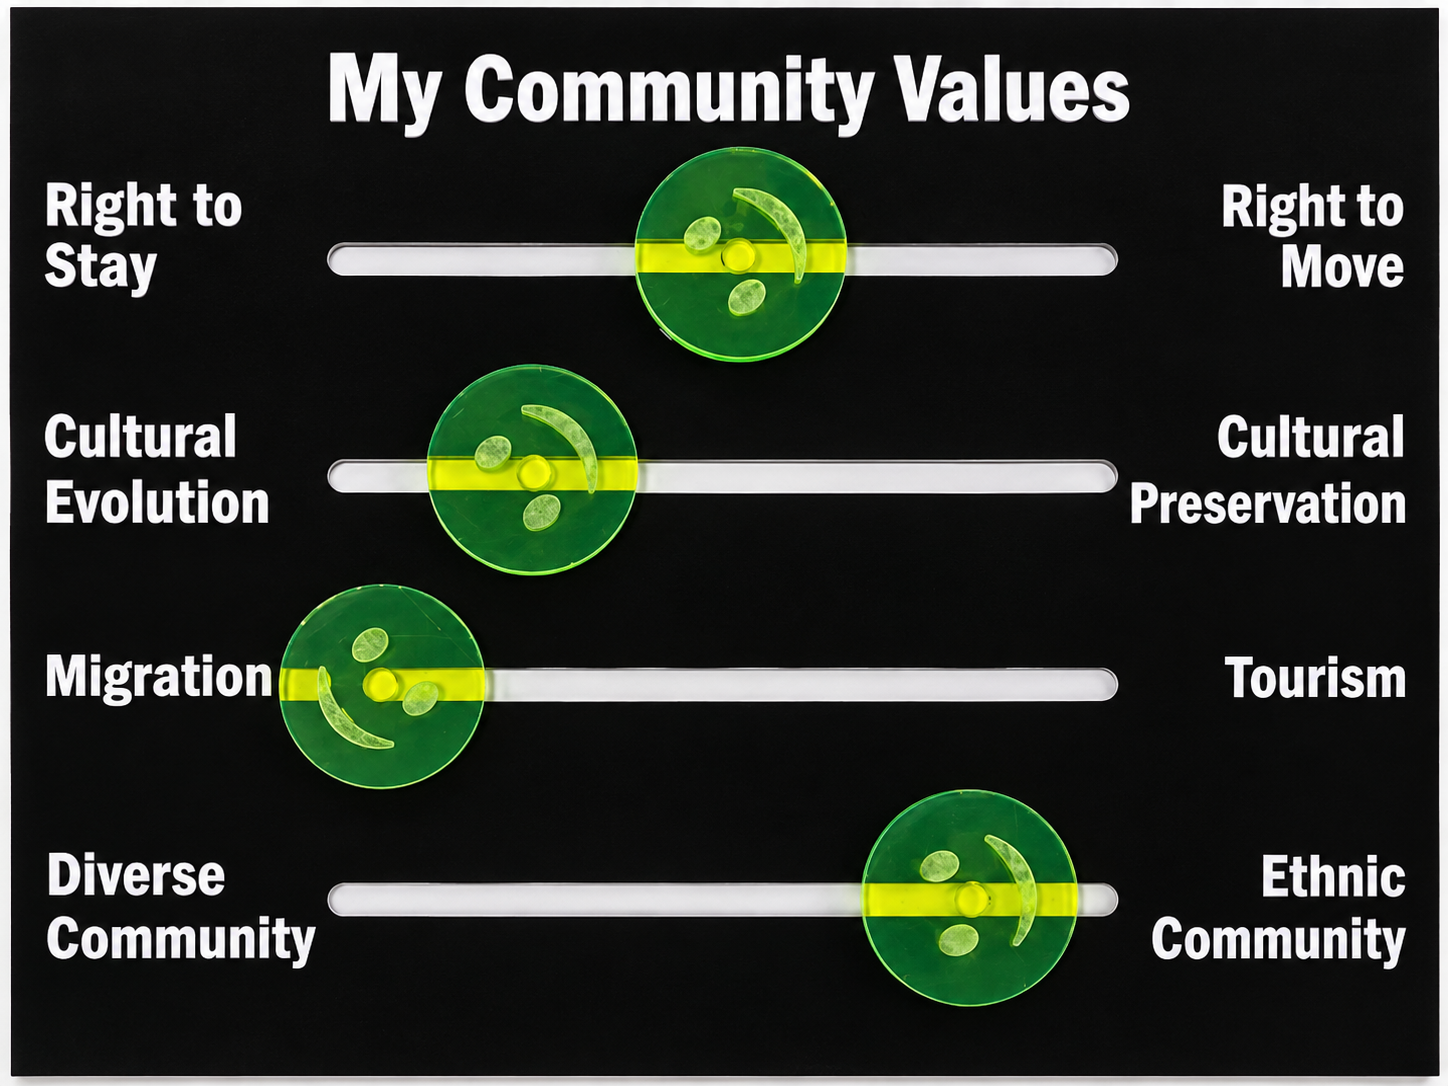 My Community Values
Right to
Stay
Right to
Move
Cultural
Evolution
Cultural
Preservation
Migration
Tourism
Diverse
Community
Ethnic
Community